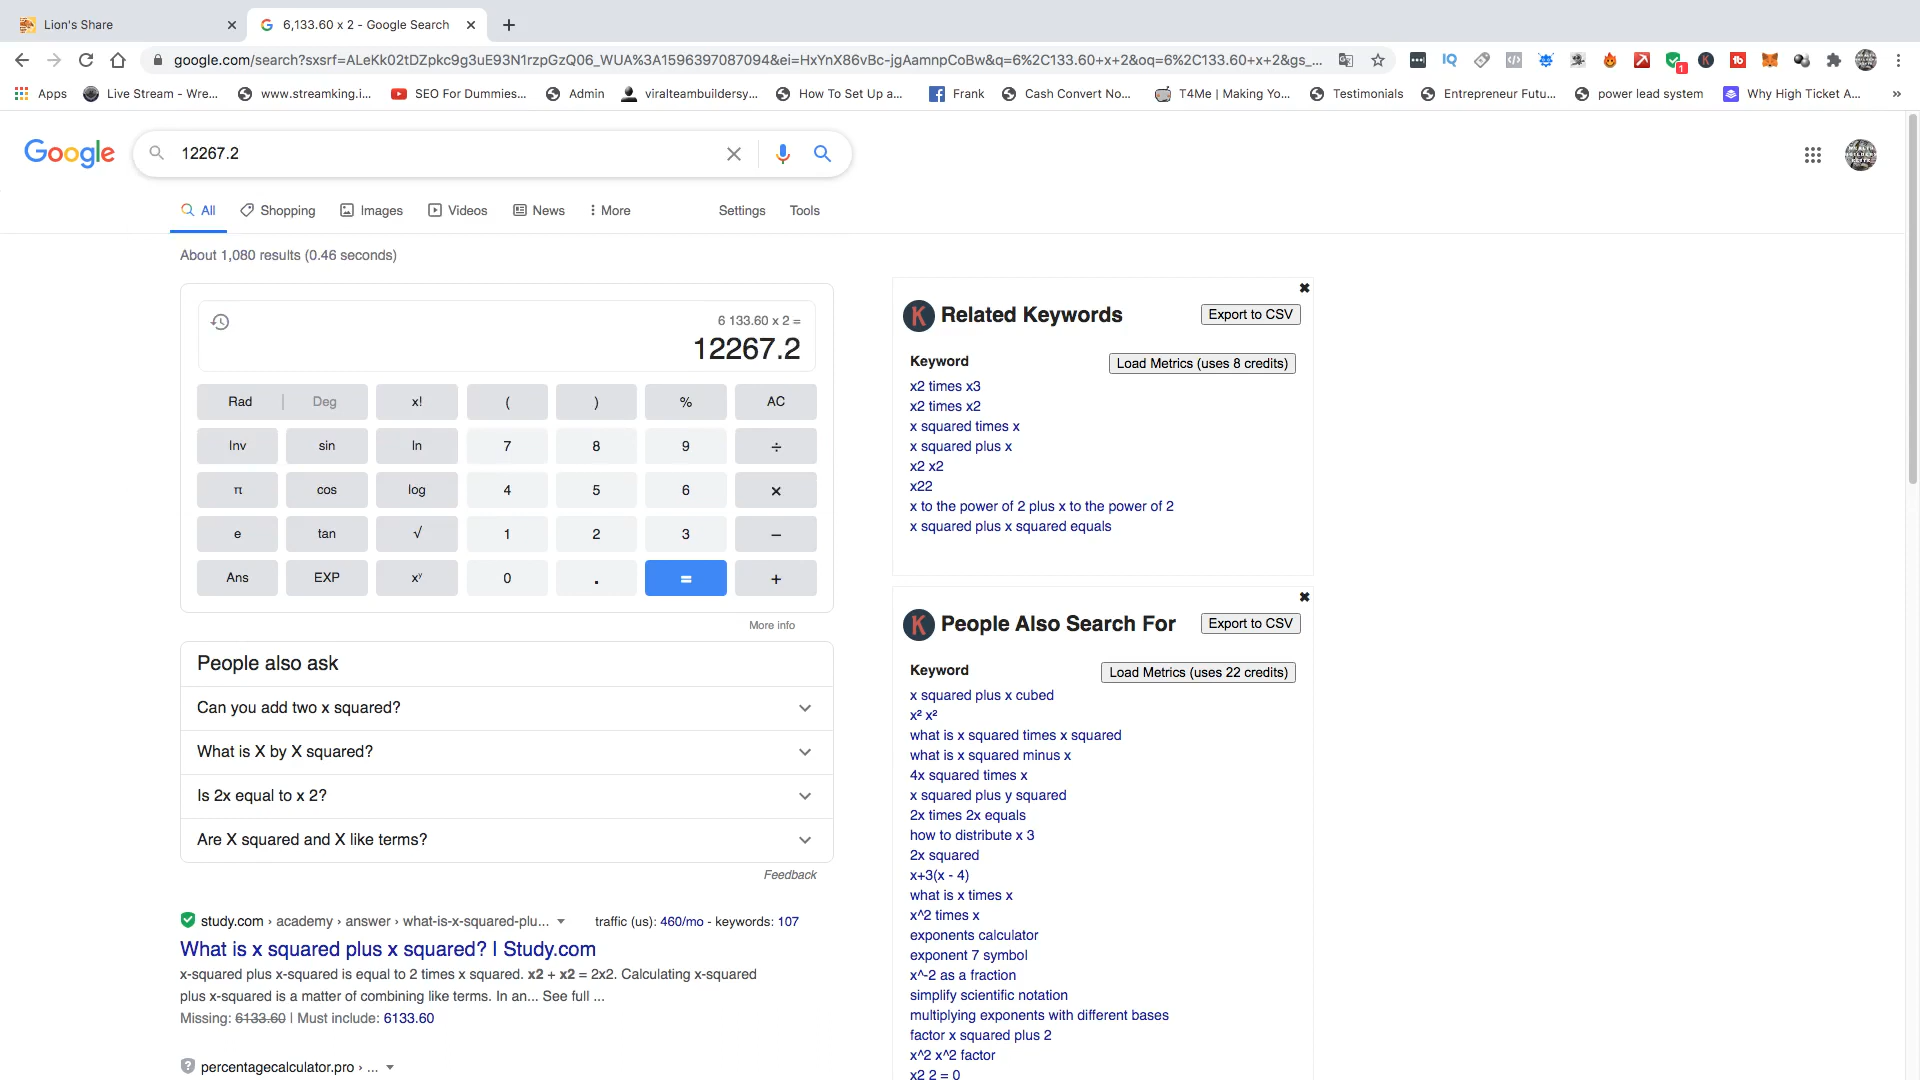 Lion's Share
6,133.60 x 2 - Google Search
google.com/search?sxsrf=ALeKk02tDZpkc9g3uE93N1rzpGzQ06_WUA%3A1596397087094&ei=HxYnX86vBc-jgAamnpCoBw&q=6%2C133.60+x+2&oq=6%2C133.60+x+2&gs_...
Apps
Live Stream - Wre...
www.streamking.i...
SEO For Dummies...
Admin
viralteambuildersy...
How To Set Up a...
Frank
Cash Convert No...
T4Me | Making Yo...
Testimonials
Entrepreneur Futu...
power lead system
Why High Ticket A...
»
Google
12267.2
All
Shopping
Images
Videos
News
More
Settings
Tools
About 1,080 results (0.46 seconds)
6 133.60 x 2 =
12267.2
Rad | Deg x! ( ) % AC
Inv sin ln 7 8 9 ÷
π cos log 4 5 6 ×
e tan √ 1 2 3 −
Ans EXP xʸ 0 . = +
More info
People also ask
Can you add two x squared?
What is X by X squared?
Is 2x equal to x 2?
Are X squared and X like terms?
Feedback
study.com › academy › answer › what-is-x-squared-plu...
traffic (us): 460/mo - keywords: 107
What is x squared plus x squared? | Study.com
x-squared plus x-squared is equal to 2 times x squared. x2 + x2 = 2x2. Calculating x-squared
plus x-squared is a matter of combining like terms. In an... See full ...
Missing: 6133.60 | Must include: 6133.60
percentagecalculator.pro › ...
Related Keywords
Export to CSV
Keyword
Load Metrics (uses 8 credits)
x2 times x3
x2 times x2
x squared times x
x squared plus x
x2 x2
x22
x to the power of 2 plus x to the power of 2
x squared plus x squared equals
People Also Search For
Export to CSV
Keyword
Load Metrics (uses 22 credits)
x squared plus x cubed
x² x²
what is x squared times x squared
what is x squared minus x
4x squared times x
x squared plus y squared
2x times 2x equals
how to distribute x 3
2x squared
x+3(x - 4)
what is x times x
x^2 times x
exponents calculator
exponent 7 symbol
x^-2 as a fraction
simplify scientific notation
multiplying exponents with different bases
factor x squared plus 2
x^2 x^2 factor
x2 2 = 0